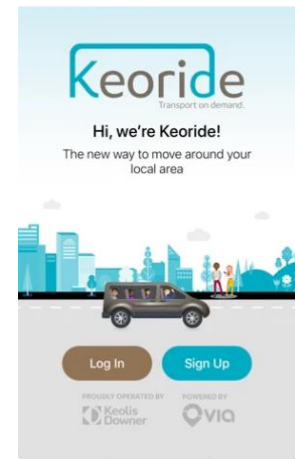 Keoride
Transport on demand.
Hi, we're Keoride!
The new way to move around your
local area
Log In
Sign Up
PROUDLY OPERATED BY
POWERED BY
Keolis
Downer
via